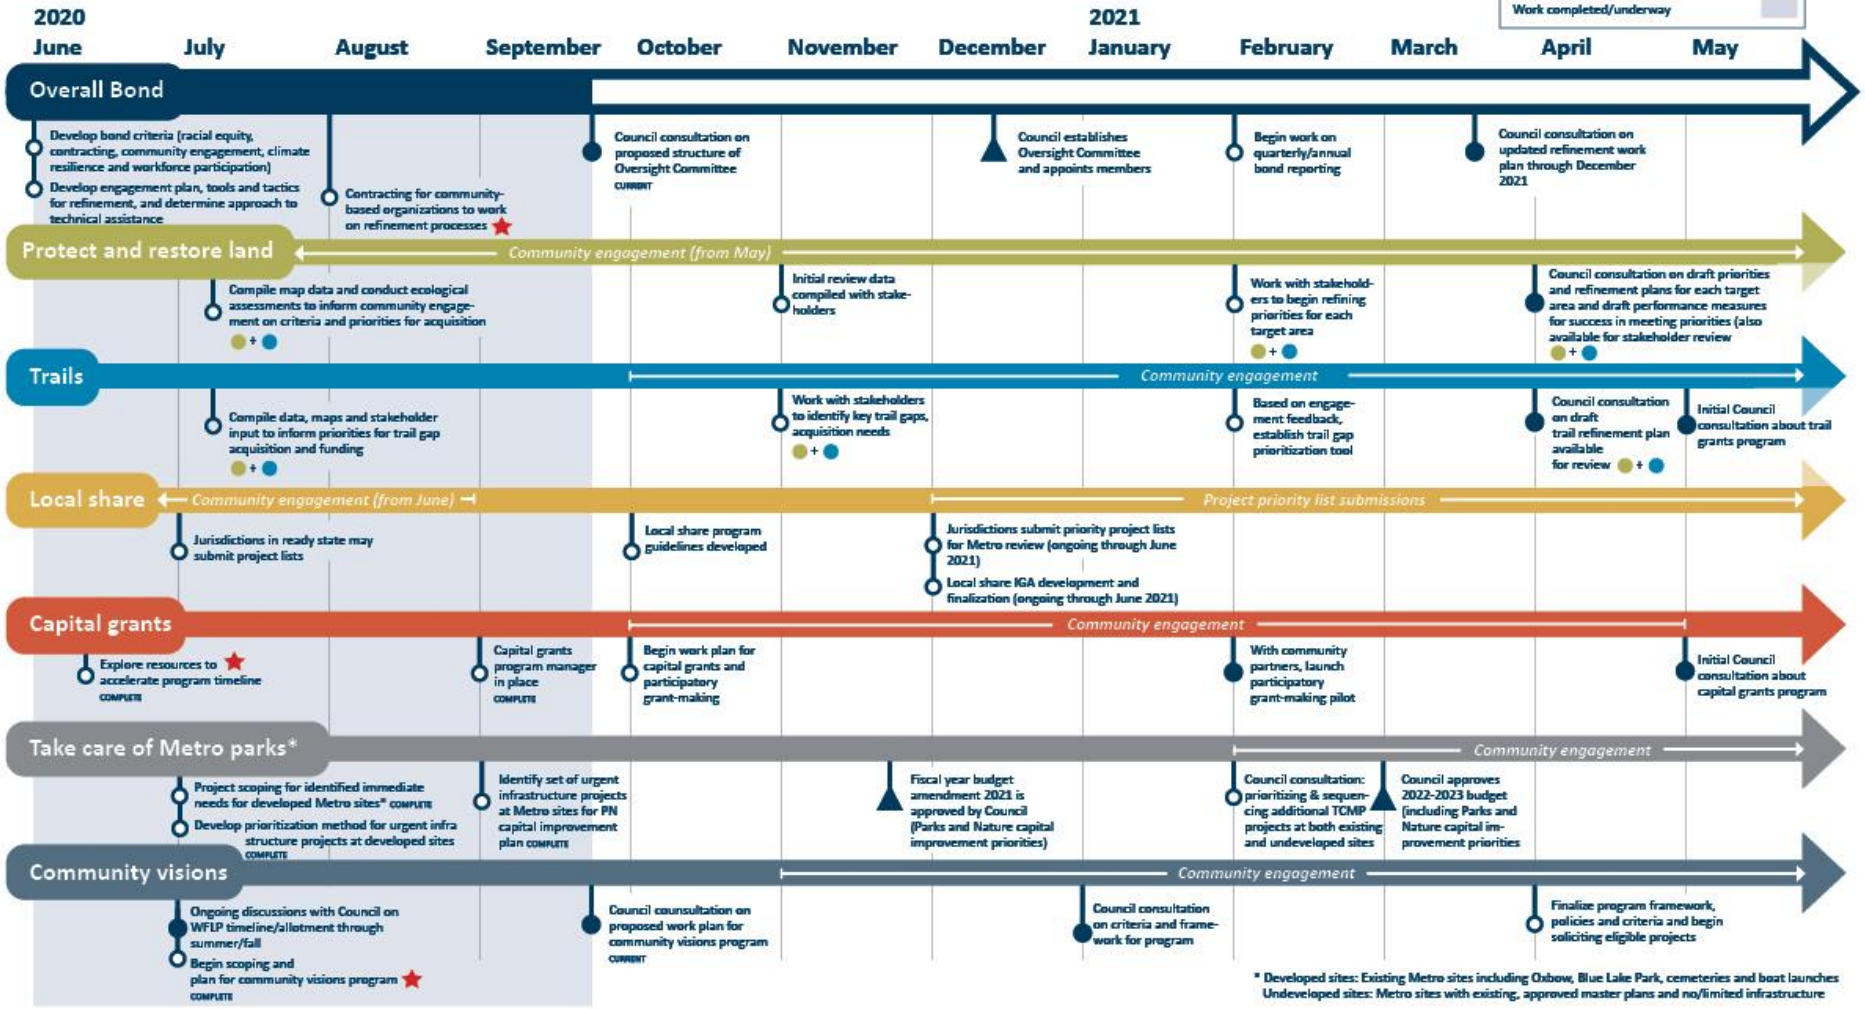 Work completed/underway
2020
2021
June
July
August
September
October
November
December
January
February
March
April
May
Overall Bond
Develop bond criteria (racial equity,
contracting, community engagement, climate
resilience and workforce participation)
Develop engagement plan, tools and tactics
for refinement, and determine approach to
technical assistance
Contracting for community-
based organizations to work
on refinement processes
Council consultation on
proposed structure of
Oversight Committee
CURRENT
Council establishes
Oversight Committee
and appoints members
Begin work on
quarterly/annual
bond reporting
Council consultation on
updated refinement work
plan through December
2021
Protect and restore land
Community engagement (from May)
Compile map data and conduct ecological
assessments to inform community engage-
ment on criteria and priorities for acquisition
+
Initial review data
compiled with stake-
holders
Work with stakehold-
ers to begin refining
priorities for each
target area
+
Council consultation on draft priorities
and refinement plans for each target
area and draft performance measures
for success in meeting priorities (also
available for stakeholder review
+
Trails
Community engagement
Compile data, maps and stakeholder
input to inform priorities for trail gap
acquisition and funding
+
Work with stakeholders
to identify key trail gaps,
acquisition needs
+
Based on engage-
ment feedback,
establish trail gap
prioritization tool
Council consultation
on draft
trail refinement plan
available
for review +
Initial Council
consultation about trail
grants program
Local share
Community engagement (from June)
Project priority list submissions
Jurisdictions in ready state may
submit project lists
Local share program
guidelines developed
Jurisdictions submit priority project lists
for Metro review (ongoing through June
2021)
Local share IGA development and
finalization (ongoing through June 2021)
Capital grants
Community engagement
Explore resources to
accelerate program timeline
COMPLETE
Capital grants
program manager
in place
COMPLETE
Begin work plan for
capital grants and
participatory
grant-making
With community
partners, launch
participatory
grant-making pilot
Initial Council
consultation about
capital grants program
Take care of Metro parks*
Community engagement
Project scoping for identified immediate
needs for developed Metro sites* COMPLETE
Develop prioritization method for urgent infra
structure projects at developed sites
COMPLETE
Identify set of urgent
infrastructure projects
at Metro sites for PN
capital improvement
plan COMPLETE
Fiscal year budget
amendment 2021 is
approved by Council
(Parks and Nature capital
improvement priorities)
Council consultation:
prioritizing & sequen-
cing additional TCMP
projects at both existing
and undeveloped sites
Council approves
2022-2023 budget
(including Parks and
Nature capital im-
provement priorities
Community visions
Community engagement
Ongoing discussions with Council on
WFLP timeline/allotment through
summer/fall
Begin scoping and
plan for community visions program
COMPLETE
Council counsultation on
proposed work plan for
community visions program
CURRENT
Council consultation
on criteria and frame-
work for program
Finalize program framework,
policies and criteria and begin
soliciting eligible projects
* Developed sites: Existing Metro sites including Oxbow, Blue Lake Park, cemeteries and boat launches
Undeveloped sites: Metro sites with existing, approved master plans and no/limited infrastructure